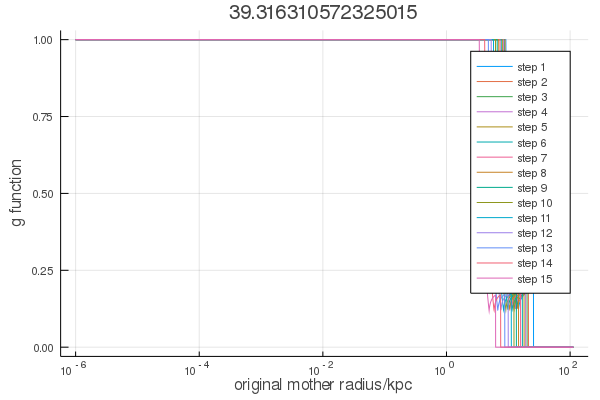 39.316310572325015
1.00
0.75
0.50
0.25
0.00
g function
step 1
step 2
step 3
step 4
step 5
step 6
step 7
step 8
step 9
step 10
step 11
step 12
step 13
step 14
step 15
10^-6 10^-4 10^-2 10^0 10^2
original mother radius/kpc